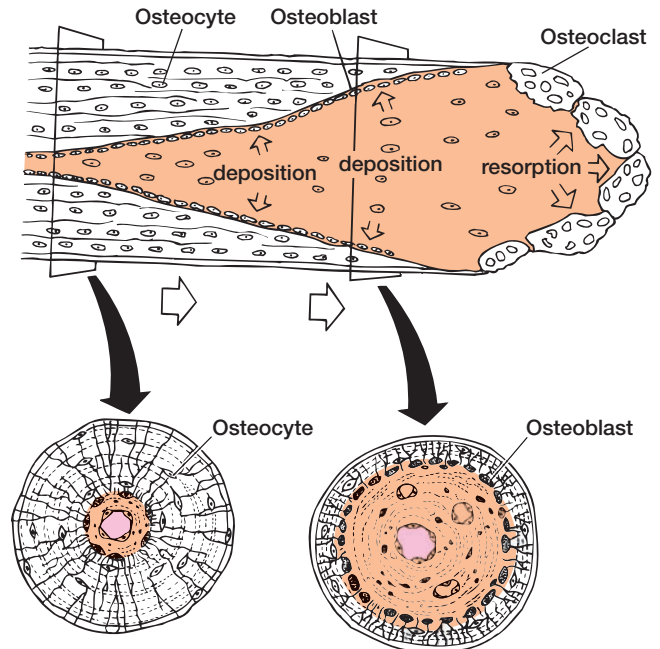 Osteocyte
Osteoblast
Osteoclast
deposition
deposition
resorption
Osteocyte
Osteoblast